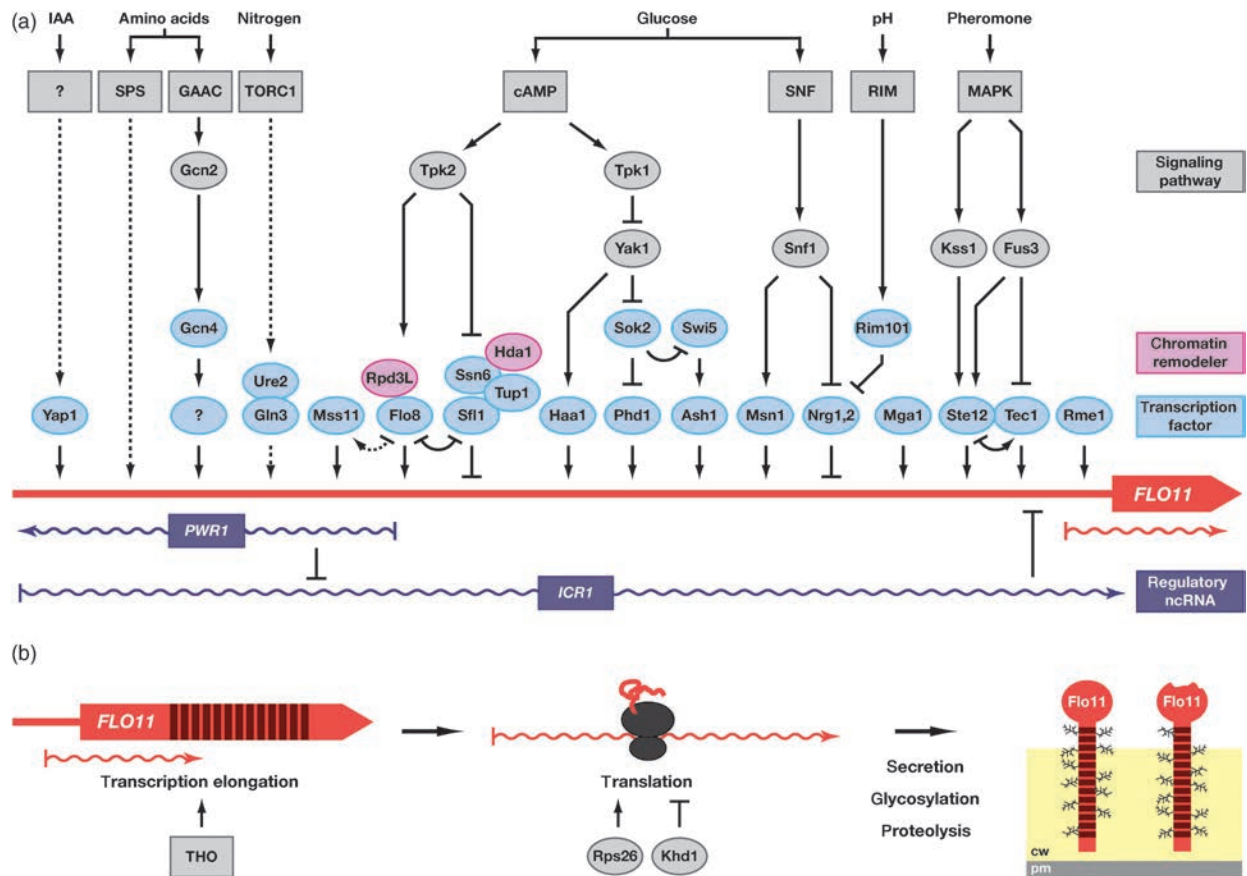 (a)
IAA Amino acids Nitrogen Glucose pH Pheromone
? SPS GAAC TORC1 cAMP SNF RIM MAPK
Gcn2 Tpk2 Tpk1
Signaling
pathway
Yak1 Snf1 Kss1 Fus3
Gcn4 Sok2 Swi5 Rim101
Hda1
Chromatin
remodeler
Ure2 Rpd3L Ssn6
Tup1
Yap1 ? Gln3 Mss11 Flo8 Sfl1 Haa1 Phd1 Ash1 Msn1 Nrg1,2 Mga1 Ste12 Tec1 Rme1
Transcription
factor
FLO11
PWR1
ICR1
Regulatory
ncRNA
(b)
FLO11
Transcription elongation
THO
Translation
Rps26 Khd1
Secretion
Glycosylation
Proteolysis
Flo11 Flo11
cw
pm